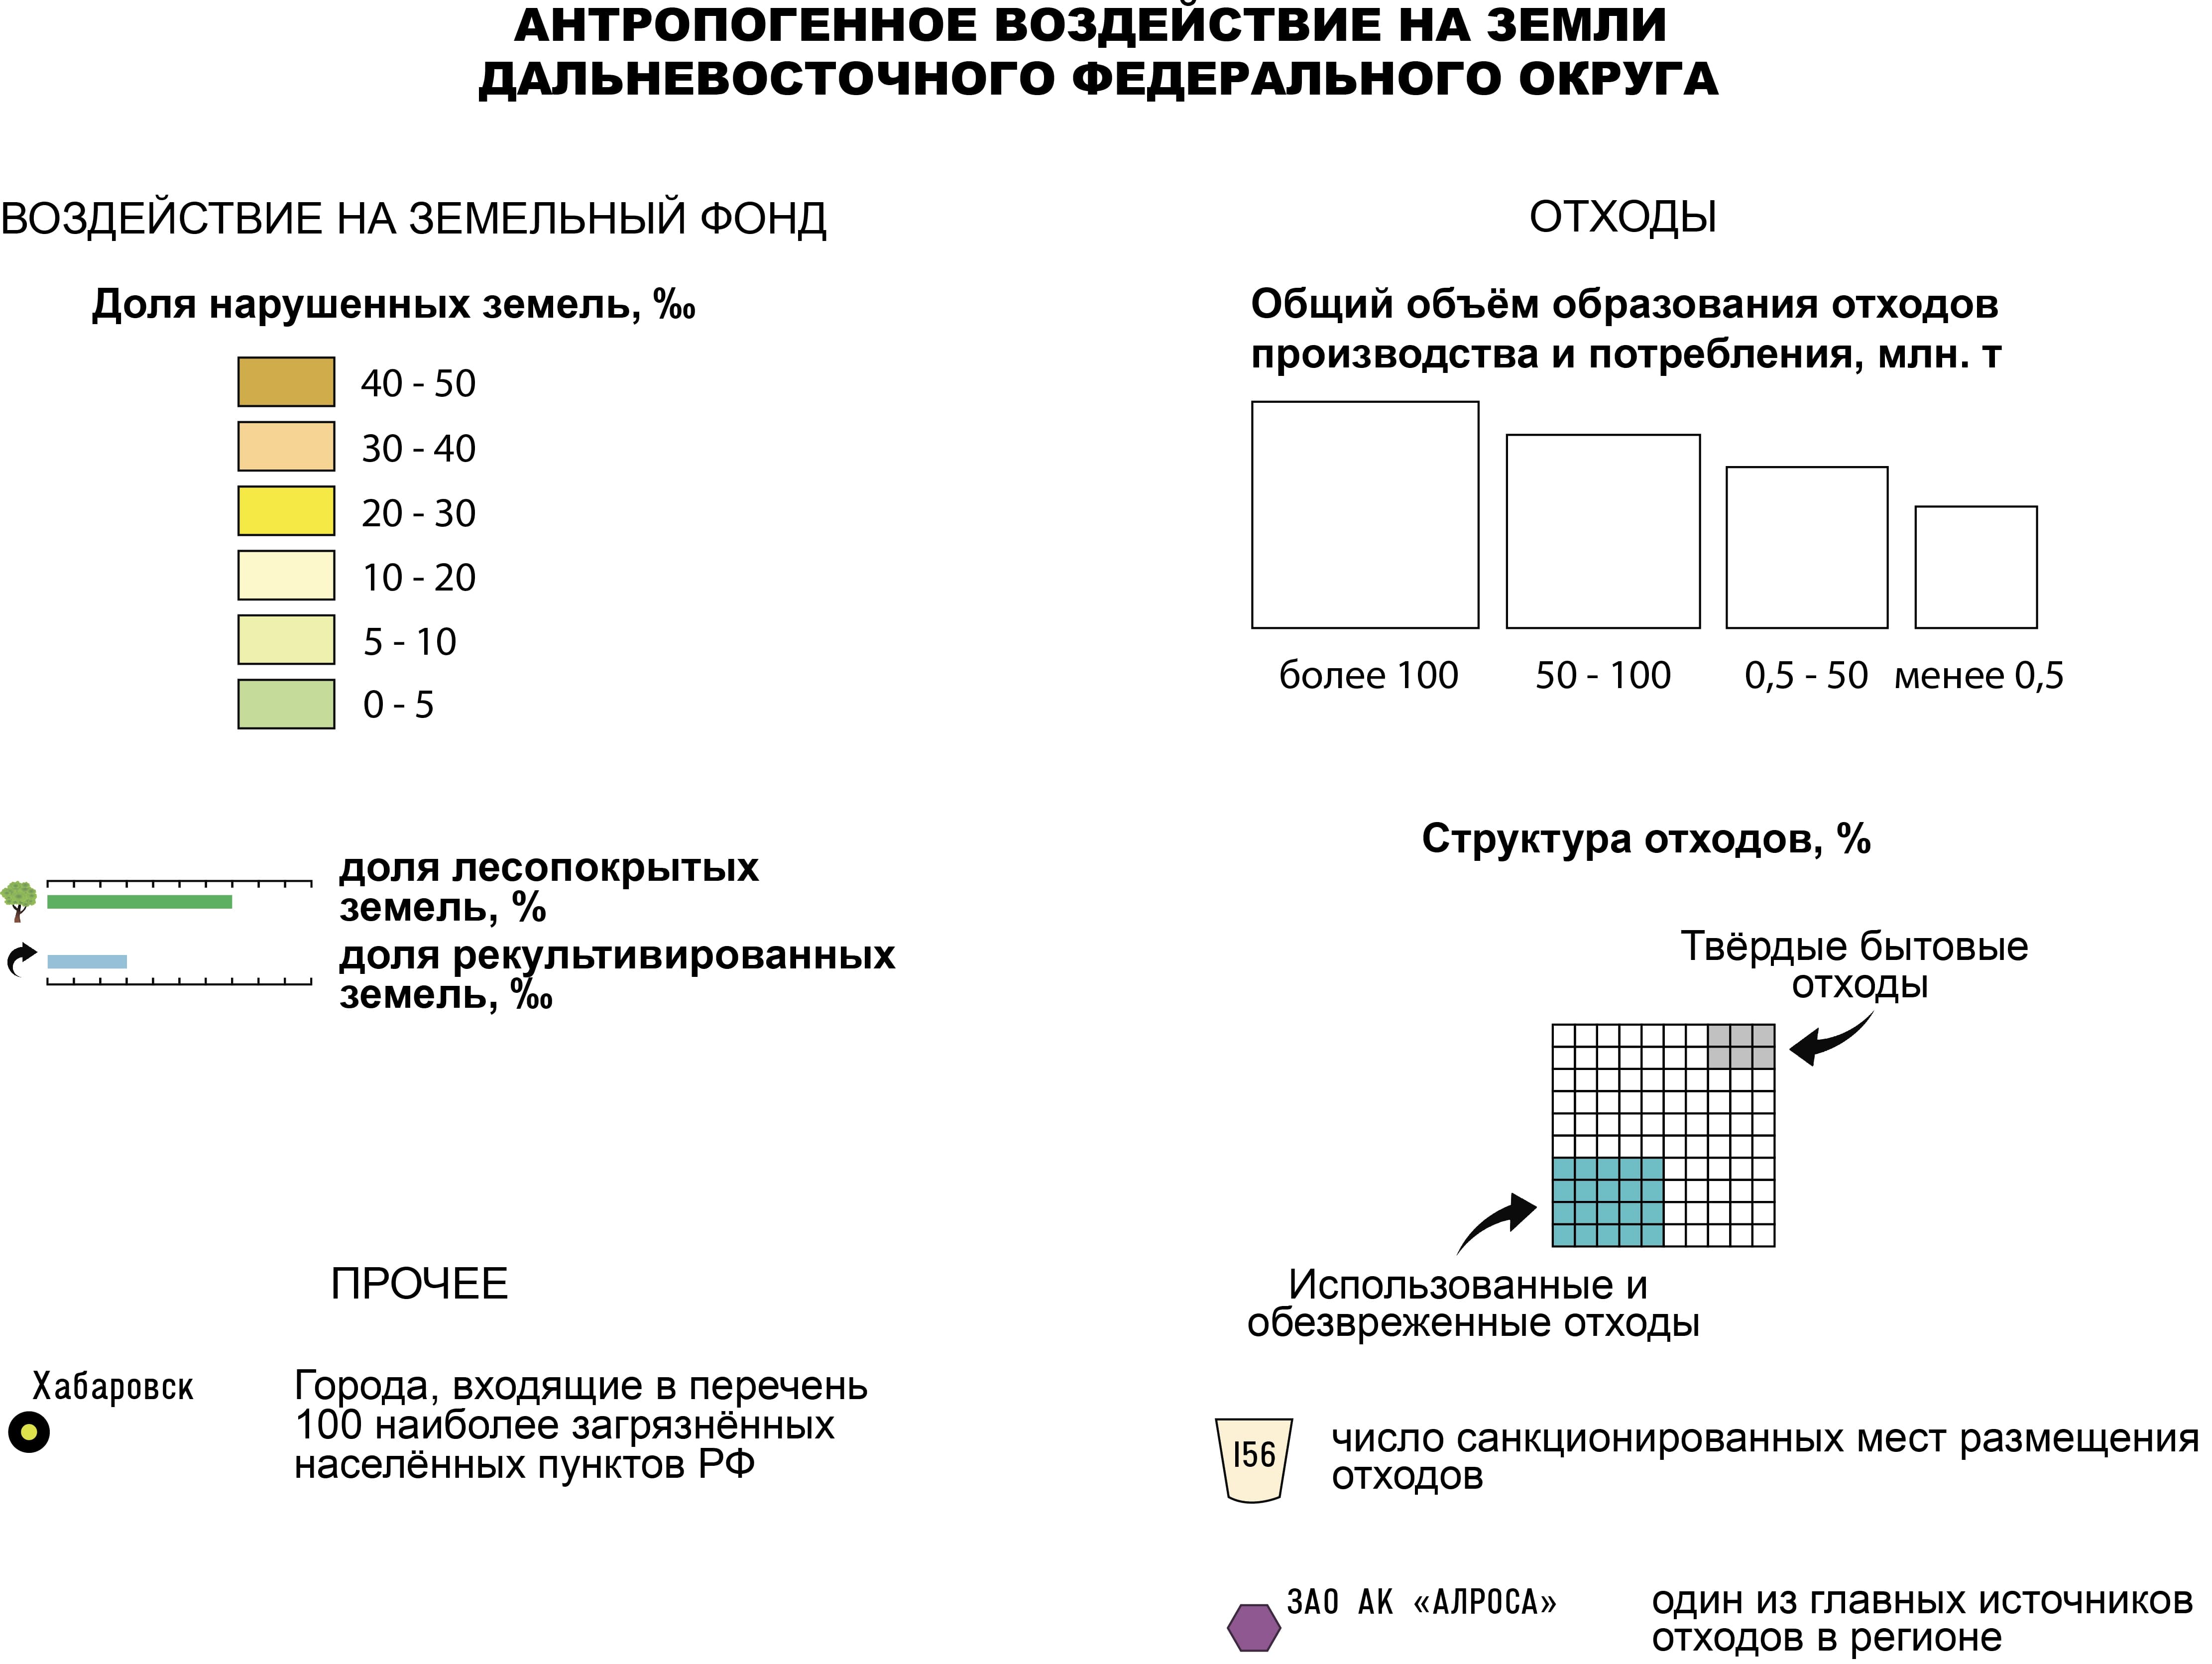 АНТРОПОГЕННОЕ ВОЗДЕЙСТВИЕ НА ЗЕМЛИ
ДАЛЬНЕВОСТОЧНОГО ФЕДЕРАЛЬНОГО ОКРУГА
ВОЗДЕЙСТВИЕ НА ЗЕМЕЛЬНЫЙ ФОНД
Доля нарушенных земель, ‰
40 - 50
30 - 40
20 - 30
10 - 20
5 - 10
0 - 5
доля лесопокрытых
земель, %
доля рекультивированных
земель, ‰
ПРОЧЕЕ
Хабаровск
Города, входящие в перечень
100 наиболее загрязнённых
населённых пунктов РФ
ОТХОДЫ
Общий объём образования отходов
производства и потребления, млн. т
более 100
50 - 100
0,5 - 50
менее 0,5
Структура отходов, %
Твёрдые бытовые
отходы
Использованные и
обезвреженные отходы
156
число санкционированных мест размещения
отходов
ЗАО АК «АЛРОСА»
один из главных источников
отходов в регионе